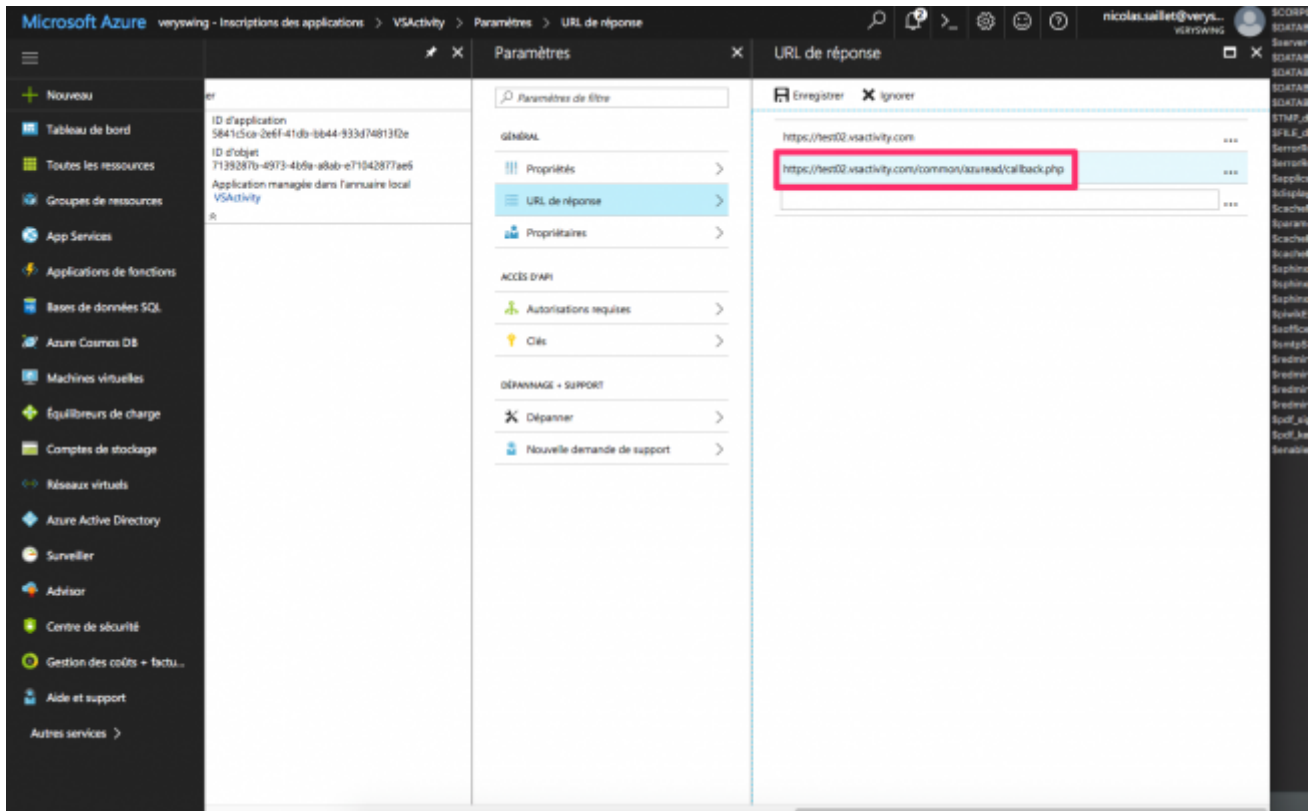 Microsoft Azure veryswing - Inscriptions des applications > VSActivity > Paramètres > URL de réponse
nicolas.saillet@verys...
VERYSWING
Nouveau
Tableau de bord
Toutes les ressources
Groupes de ressources
App Services
Applications de fonctions
Bases de données SQL
Azure Cosmos DB
Machines virtuelles
Équilibreurs de charge
Comptes de stockage
Réseaux virtuels
Azure Active Directory
Surveiller
Advisor
Centre de sécurité
Gestion des coûts + factu...
Aide et support
Autres services >
er
ID d'application
5841c5ca-2e6f-41db-bb44-933d74813f2e
ID d'objet
7139287b-4973-4b9a-a8ab-e71042877ae6
Application managée dans l'annuaire local
VSActivity
Paramètres
Paramètres de filtre
GÉNÉRAL
Propriétés
URL de réponse
Propriétaires
ACCÈS D'API
Autorisations requises
Clés
DÉPANNAGE + SUPPORT
Dépanner
Nouvelle demande de support
URL de réponse
Enregistrer Ignorer
https://test02.vsactivity.com
...
https://test02.vsactivity.com/common/azuread/callback.php
...
...